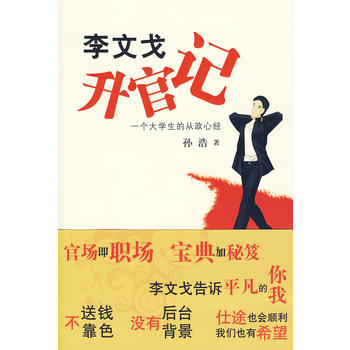 李文戈
升官记
一个大学生的从政心经
孙浩 著
官场即职场 宝典加秘笈
李文戈告诉平凡的你我
不送钱靠色 没有后台背景 仕途也会顺利
我们也有希望